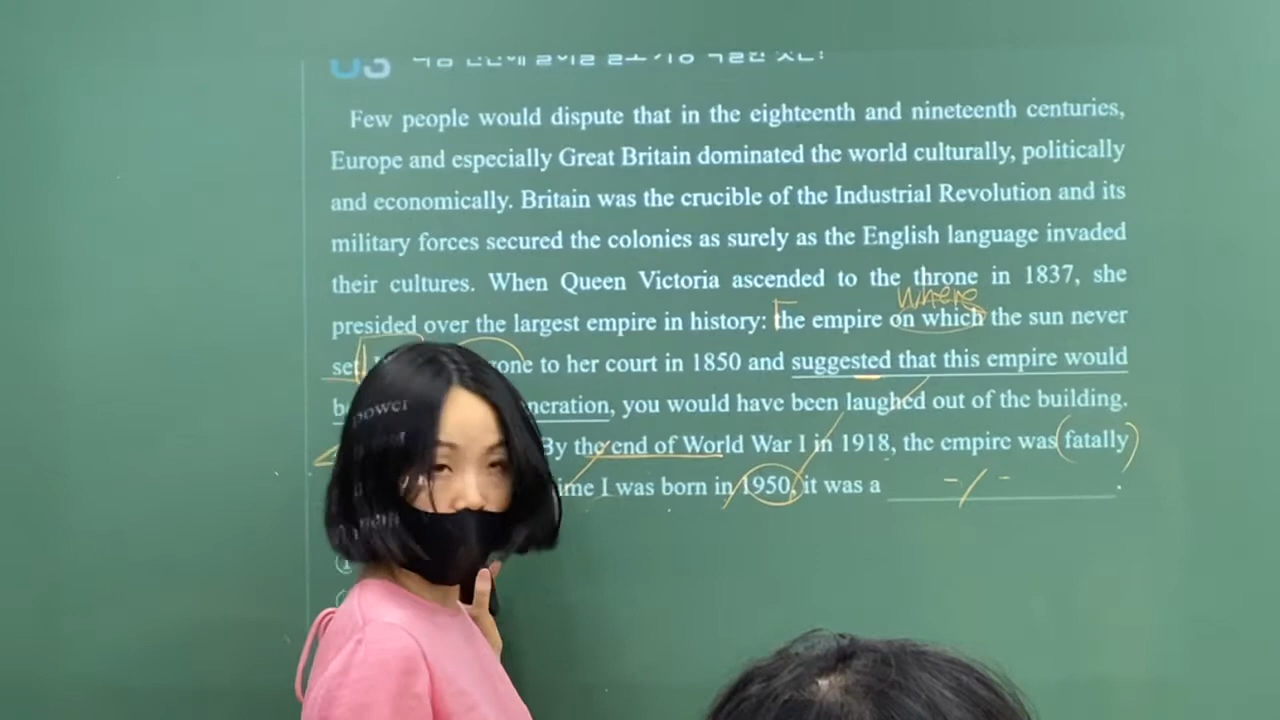 03
Few people would dispute that in the eighteenth and nineteenth centuries,
Europe and especially Great Britain dominated the world culturally, politically
and economically. Britain was the crucible of the Industrial Revolution and its
military forces secured the colonies as surely as the English language invaded
their cultures. When Queen Victoria ascended to the throne in 1837, she
where
presided over the largest empire in history: the empire on which the sun never
set. to her court in 1850 and suggested that this empire would
you would have been laughed out of the building.
power
By the end of World War I in 1918, the empire was fatally
I was born in 1950, it was a